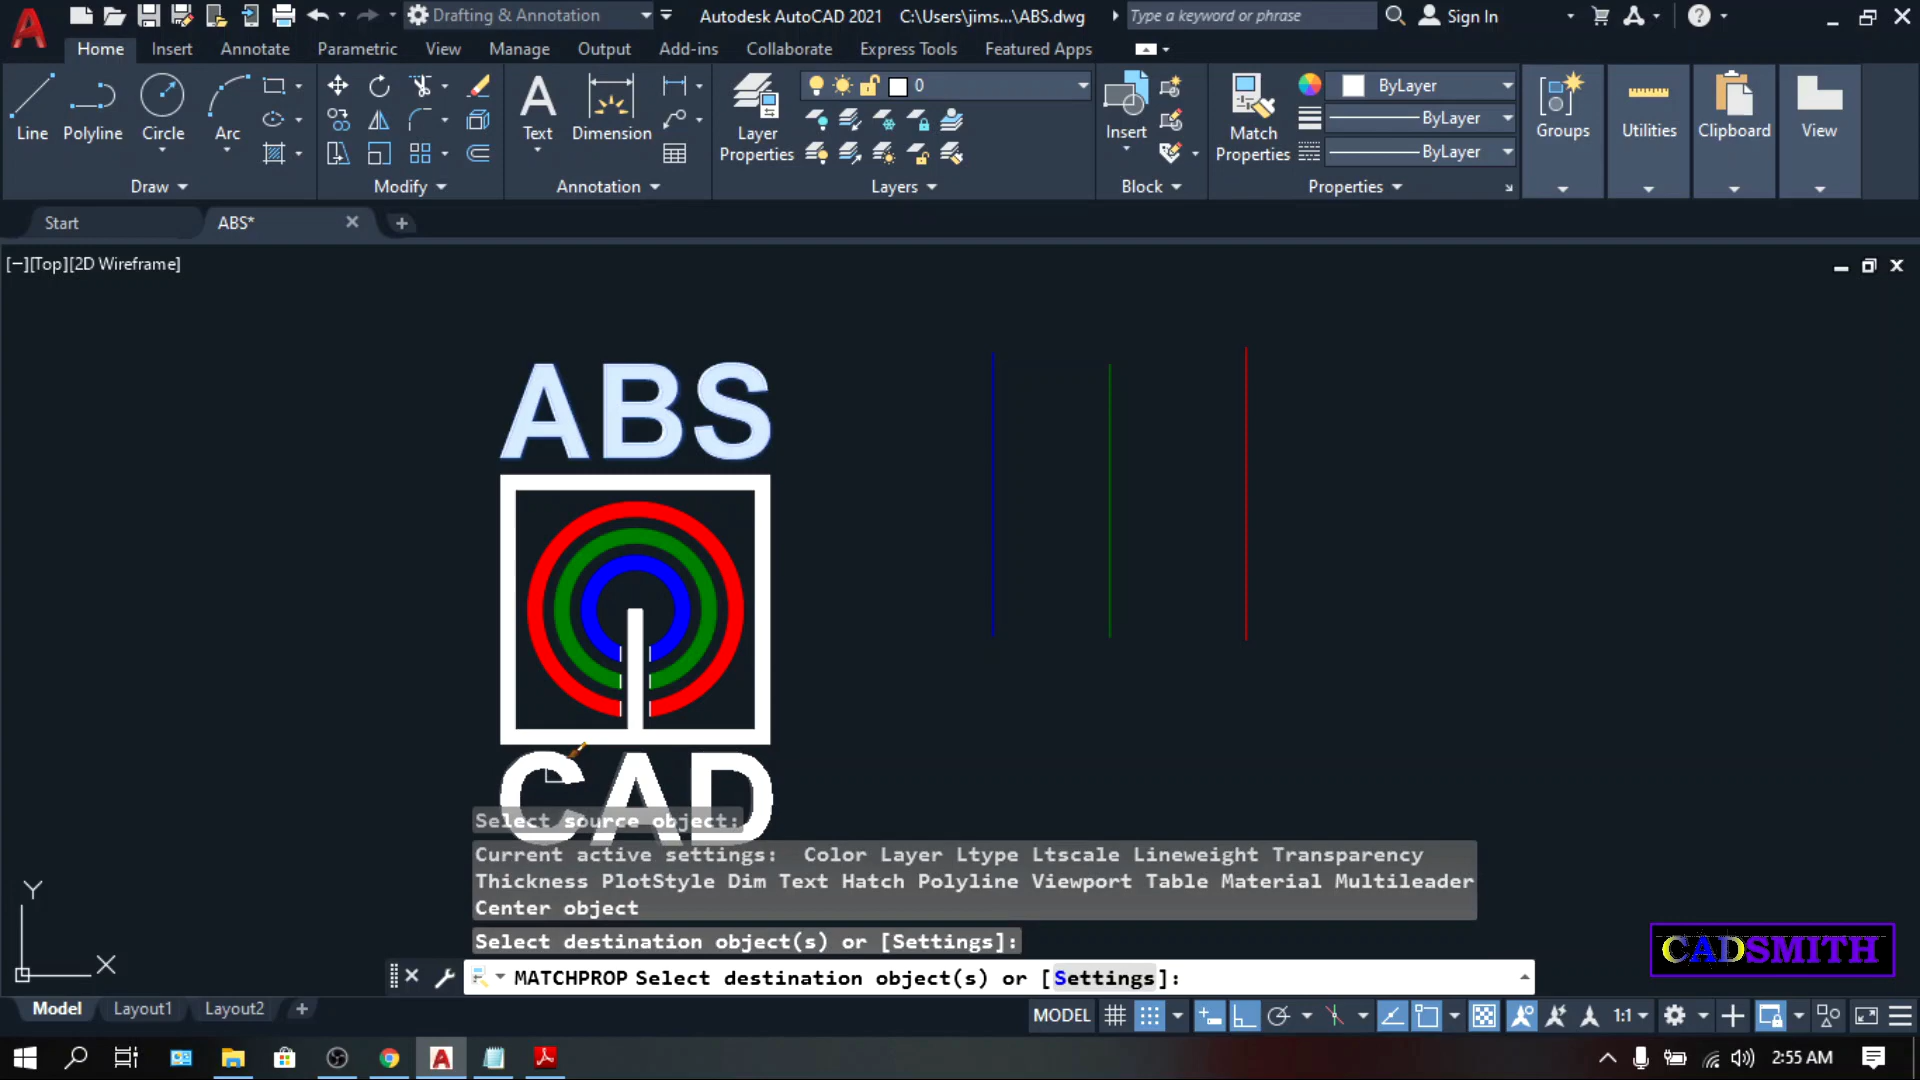 Drafting & Annotation
Autodesk AutoCAD 2021 C:\Users\jims...\ABS.dwg
Type a keyword or phrase
Sign In
Home Insert Annotate Parametric View Manage Output Add-ins Collaborate Express Tools Featured Apps
Line Polyline Circle Arc
Text Dimension
Layer Properties
0
Insert
Match Properties
ByLayer
ByLayer
ByLayer
Groups Utilities Clipboard View
Draw Modify Annotation Layers Block Properties
Start ABS*
[−][Top][2D Wireframe]
ABS
CAD
Select source object:
Current active settings: Color Layer Ltype Ltscale Lineweight Transparency
Thickness PlotStyle Dim Text Hatch Polyline Viewport Table Material Multileader
Center object
Select destination object(s) or [Settings]:
MATCHPROP Select destination object(s) or [Settings]:
Y
X
CADSMITH
Model Layout1 Layout2
MODEL 1:1
2:55 AM